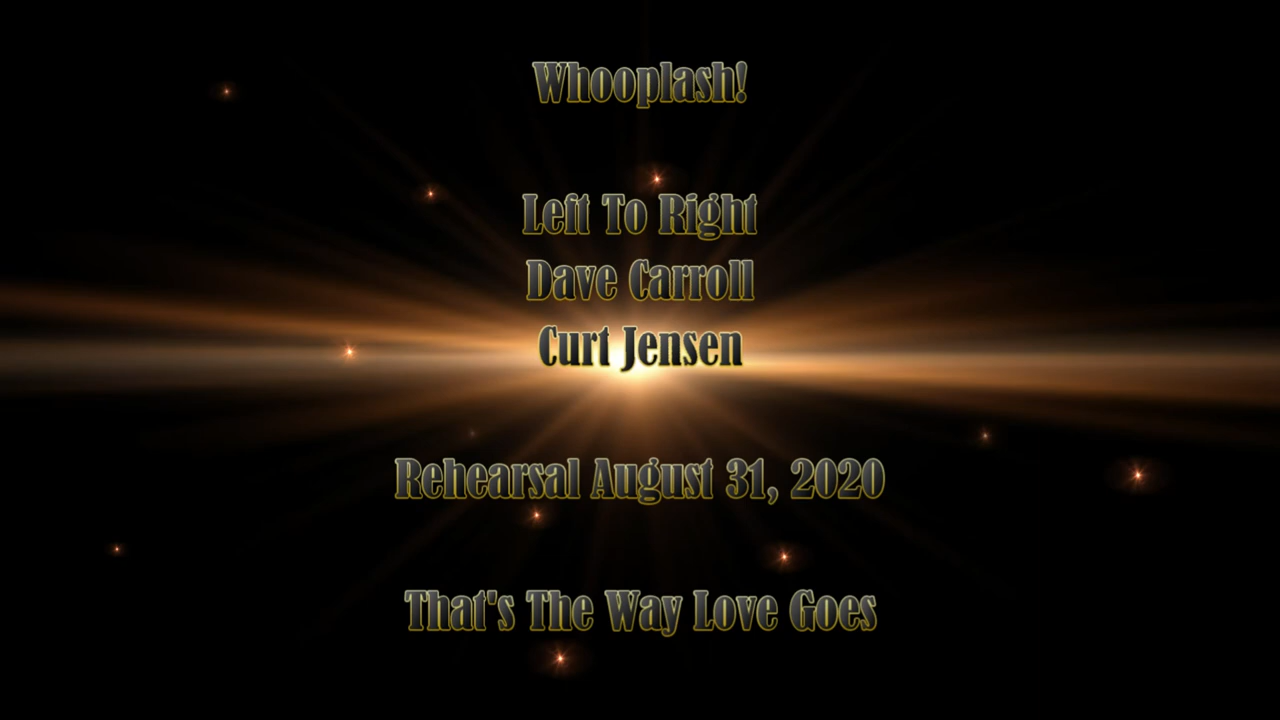 Whooplash!
Left To Right
Dave Carroll
Curt Jensen
Rehearsal August 31, 2020
That's The Way Love Goes